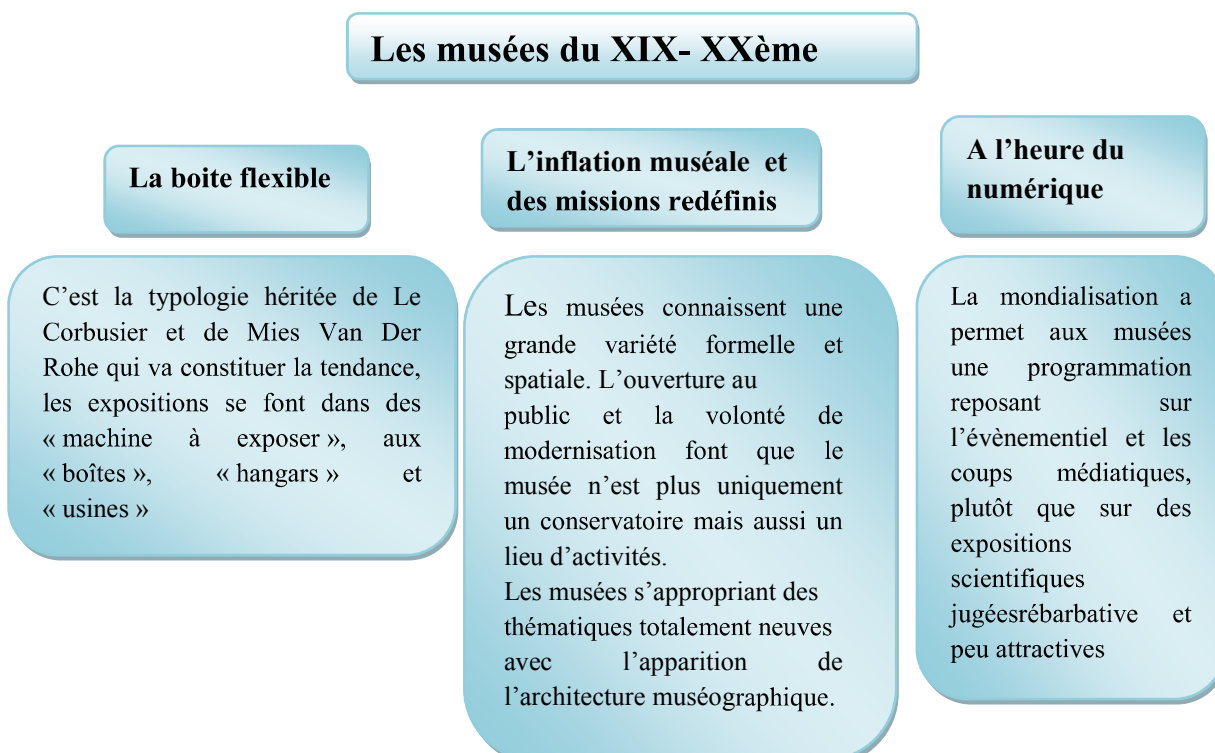 Les musées du XIX- XXème
La boite flexible
C’est la typologie héritée de Le
Corbusier et de Mies Van Der
Rohe qui va constituer la tendance,
les expositions se font dans des
« machine à exposer », aux
« boîtes », « hangars » et
« usines »
L’inflation muséale et
des missions redéfinis
Les musées connaissent une
grande variété formelle et
spatiale. L’ouverture au
public et la volonté de
modernisation font que le
musée n’est plus uniquement
un conservatoire mais aussi un
lieu d’activités.
Les musées s’appropriant des
thématiques totalement neuves
avec l’apparition de
l’architecture muséographique.
A l’heure du
numérique
La mondialisation a
permet aux musées
une programmation
reposant sur
l’évènementiel et les
coups médiatiques,
plutôt que sur des
expositions
scientifiques
jugéesrébarbative et
peu attractives